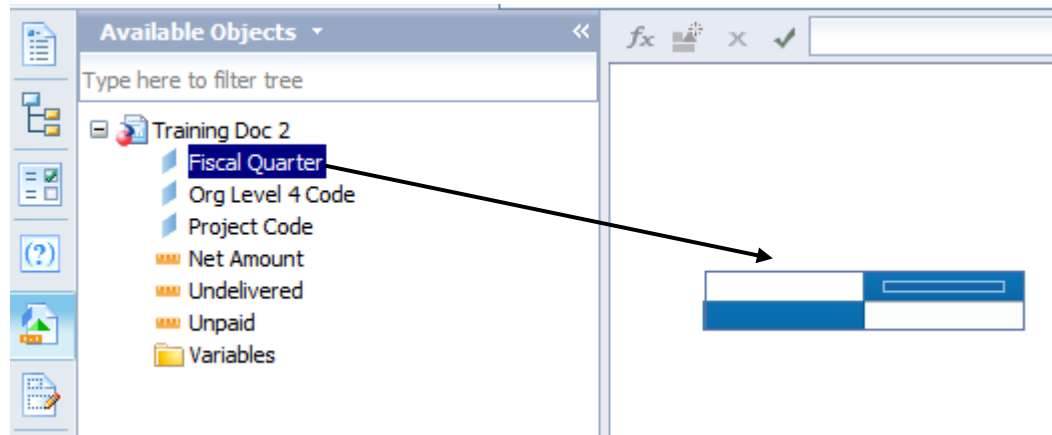 Available Objects
Type here to filter tree
Training Doc 2
Fiscal Quarter
Org Level 4 Code
Project Code
Net Amount
Undelivered
Unpaid
Variables
fx
(?)